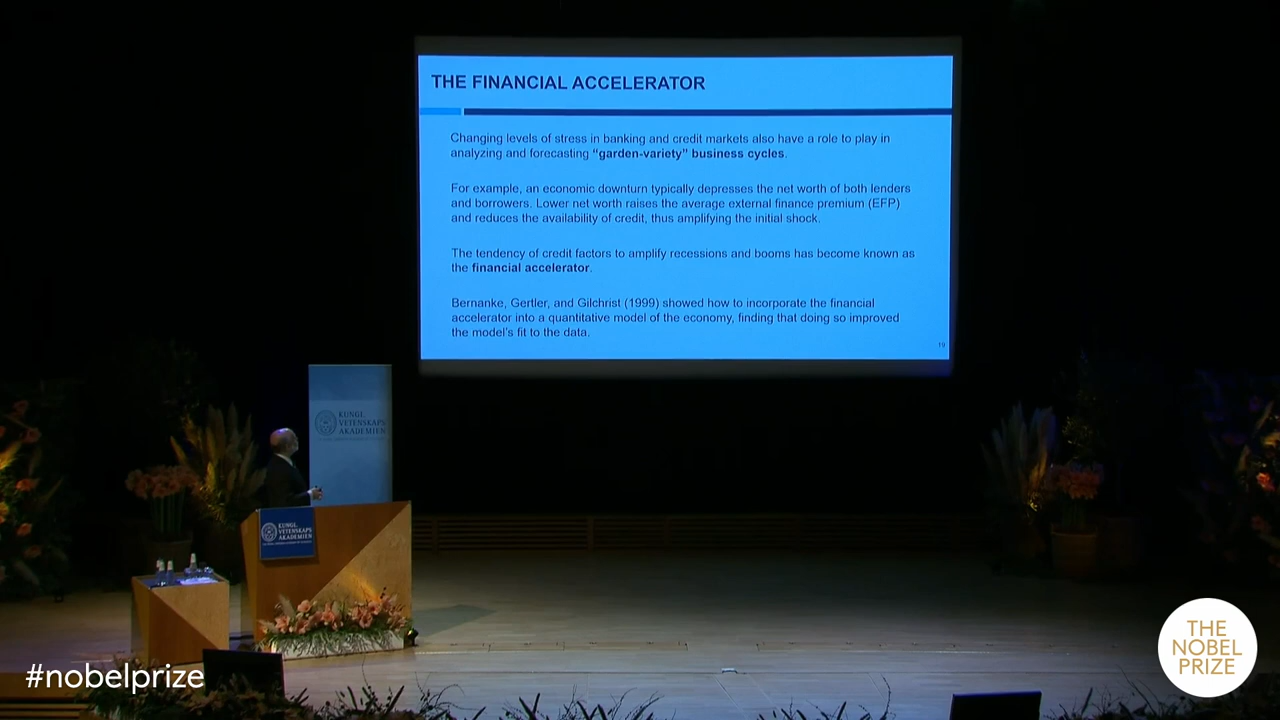 THE FINANCIAL ACCELERATOR
Changing levels of stress in banking and credit markets also have a role to play in
analyzing and forecasting “garden-variety” business cycles.
For example, an economic downturn typically depresses the net worth of both lenders
and borrowers. Lower net worth raises the average external finance premium (EFP)
and reduces the availability of credit, thus amplifying the initial shock.
The tendency of credit factors to amplify recessions and booms has become known as
the financial accelerator.
Bernanke, Gertler, and Gilchrist (1999) showed how to incorporate the financial
accelerator into a quantitative model of the economy, finding that doing so improved
the model's fit to the data.
19
KUNGL.
VETENSKAPS
AKADEMIEN
KUNGL.
VETENSKAPS
AKADEMIEN
#nobelprize
THE
NOBEL
PRIZE